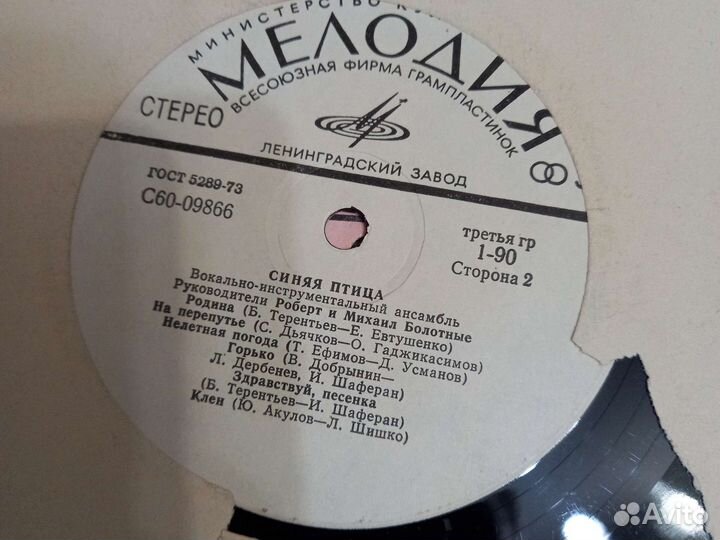 МИНИСТЕРСТВО
МЕЛОДИЯ
ВСЕСОЮЗНАЯ ФИРМА ГРАМПЛАСТИНОК
СТЕРЕО
ЛЕНИНГРАДСКИЙ ЗАВОД
ГОСТ 5289-73
С60-09866
третья гр
1-90
Сторона 2
СИНЯЯ ПТИЦА
Вокально-инструментальный ансамбль
Руководители Роберт и Михаил Болотные
Родина (Б. Терентьев—Е. Евтушенко)
На перепутье (С. Дьячков—О. Гаджикасимов)
Нелетная погода (Т. Ефимов—Д. Усманов)
Горько (В. Добрынин—
Л. Дербенев, И. Шаферан)
Здравствуй, песенка
(Б. Терентьев—И. Шаферан)
Клен (Ю. Акулов—Л. Шишко)
Avito